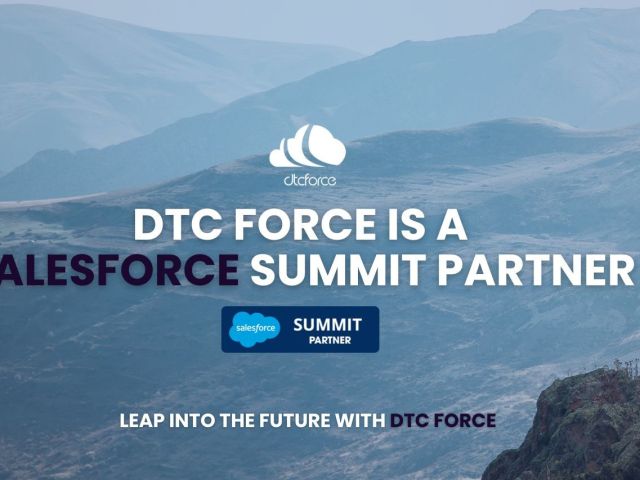 dtcforce
DTC FORCE IS A
ALESFORCE SUMMIT PARTNER
salesforce
SUMMIT
PARTNER
LEAP INTO THE FUTURE WITH DTC FORCE